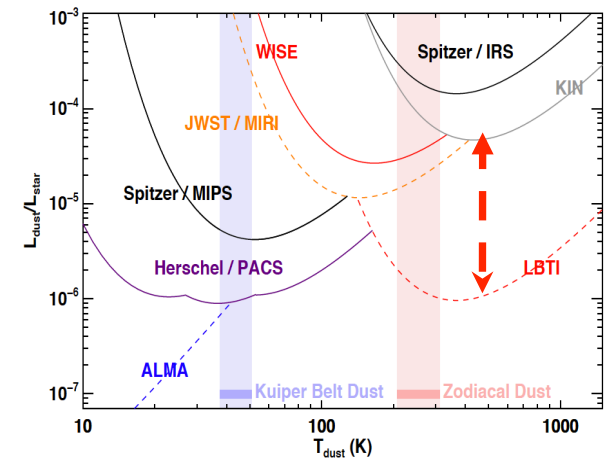 10⁻³
10⁻⁴
10⁻⁵
10⁻⁶
10⁻⁷
L_dust/L_star
WISE
Spitzer / IRS
KIN
JWST / MIRI
Spitzer / MIPS
Herschel / PACS
LBTI
ALMA
Kuiper Belt Dust
Zodiacal Dust
10
100
1000
T_dust (K)